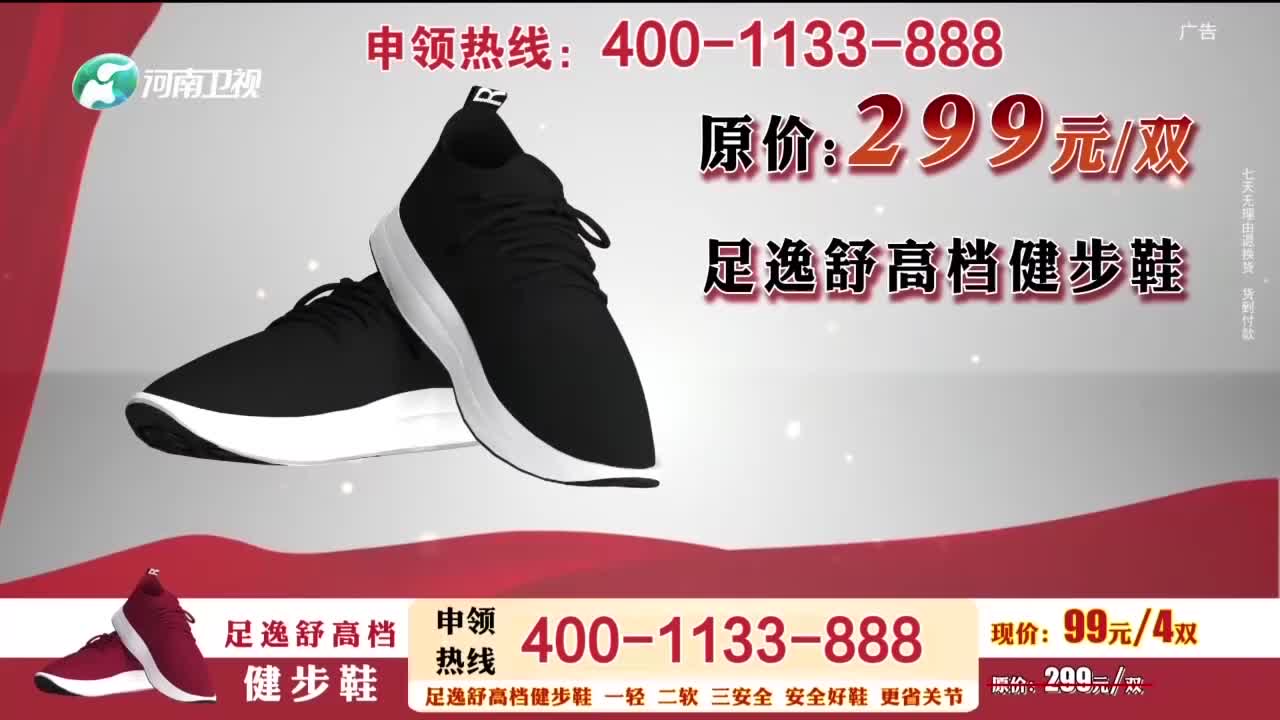 申领热线：400-1133-888
广告
河南卫视
R
原价：299元/双
足逸舒高档健步鞋
七天无理由退换货 货到付款
足逸舒高档
健步鞋
申领
热线
400-1133-888
足逸舒高档健步鞋 一轻 二软 三安全 安全好鞋 更省关节
现价：99元/4双
原价：299元/双
R